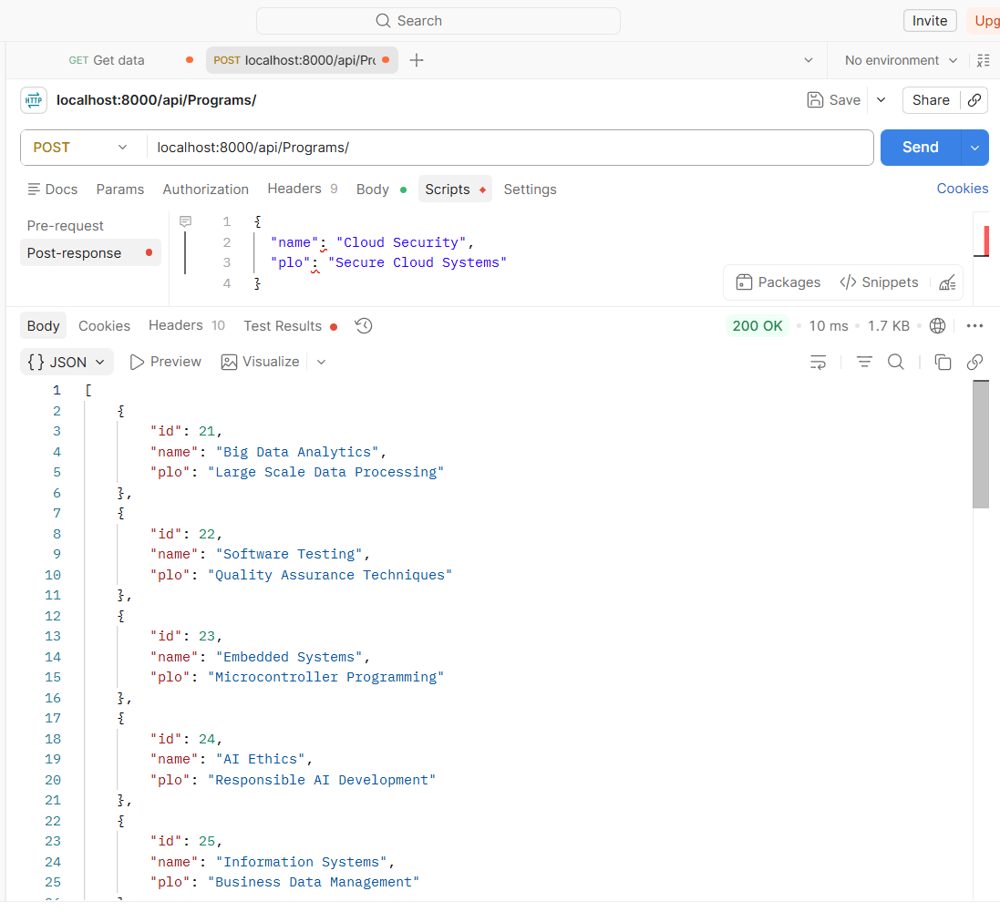 Search
Invite
Upg
GET Get data
POST localhost:8000/api/Pro
No environment
HTTP localhost:8000/api/Programs/
Save
Share
POST
localhost:8000/api/Programs/
Send
Docs Params Authorization Headers 9 Body Scripts Settings
Cookies
Pre-request
Post-response
1 {
2 "name": "Cloud Security",
3 "plo": "Secure Cloud Systems"
4 }
Packages </> Snippets
Body Cookies Headers 10 Test Results
200 OK • 10 ms • 1.7 KB •
{} JSON Preview Visualize
1 [
2 {
3 "id": 21,
4 "name": "Big Data Analytics",
5 "plo": "Large Scale Data Processing"
6 },
7 {
8 "id": 22,
9 "name": "Software Testing",
10 "plo": "Quality Assurance Techniques"
11 },
12 {
13 "id": 23,
14 "name": "Embedded Systems",
15 "plo": "Microcontroller Programming"
16 },
17 {
18 "id": 24,
19 "name": "AI Ethics",
20 "plo": "Responsible AI Development"
21 },
22 {
23 "id": 25,
24 "name": "Information Systems",
25 "plo": "Business Data Management"